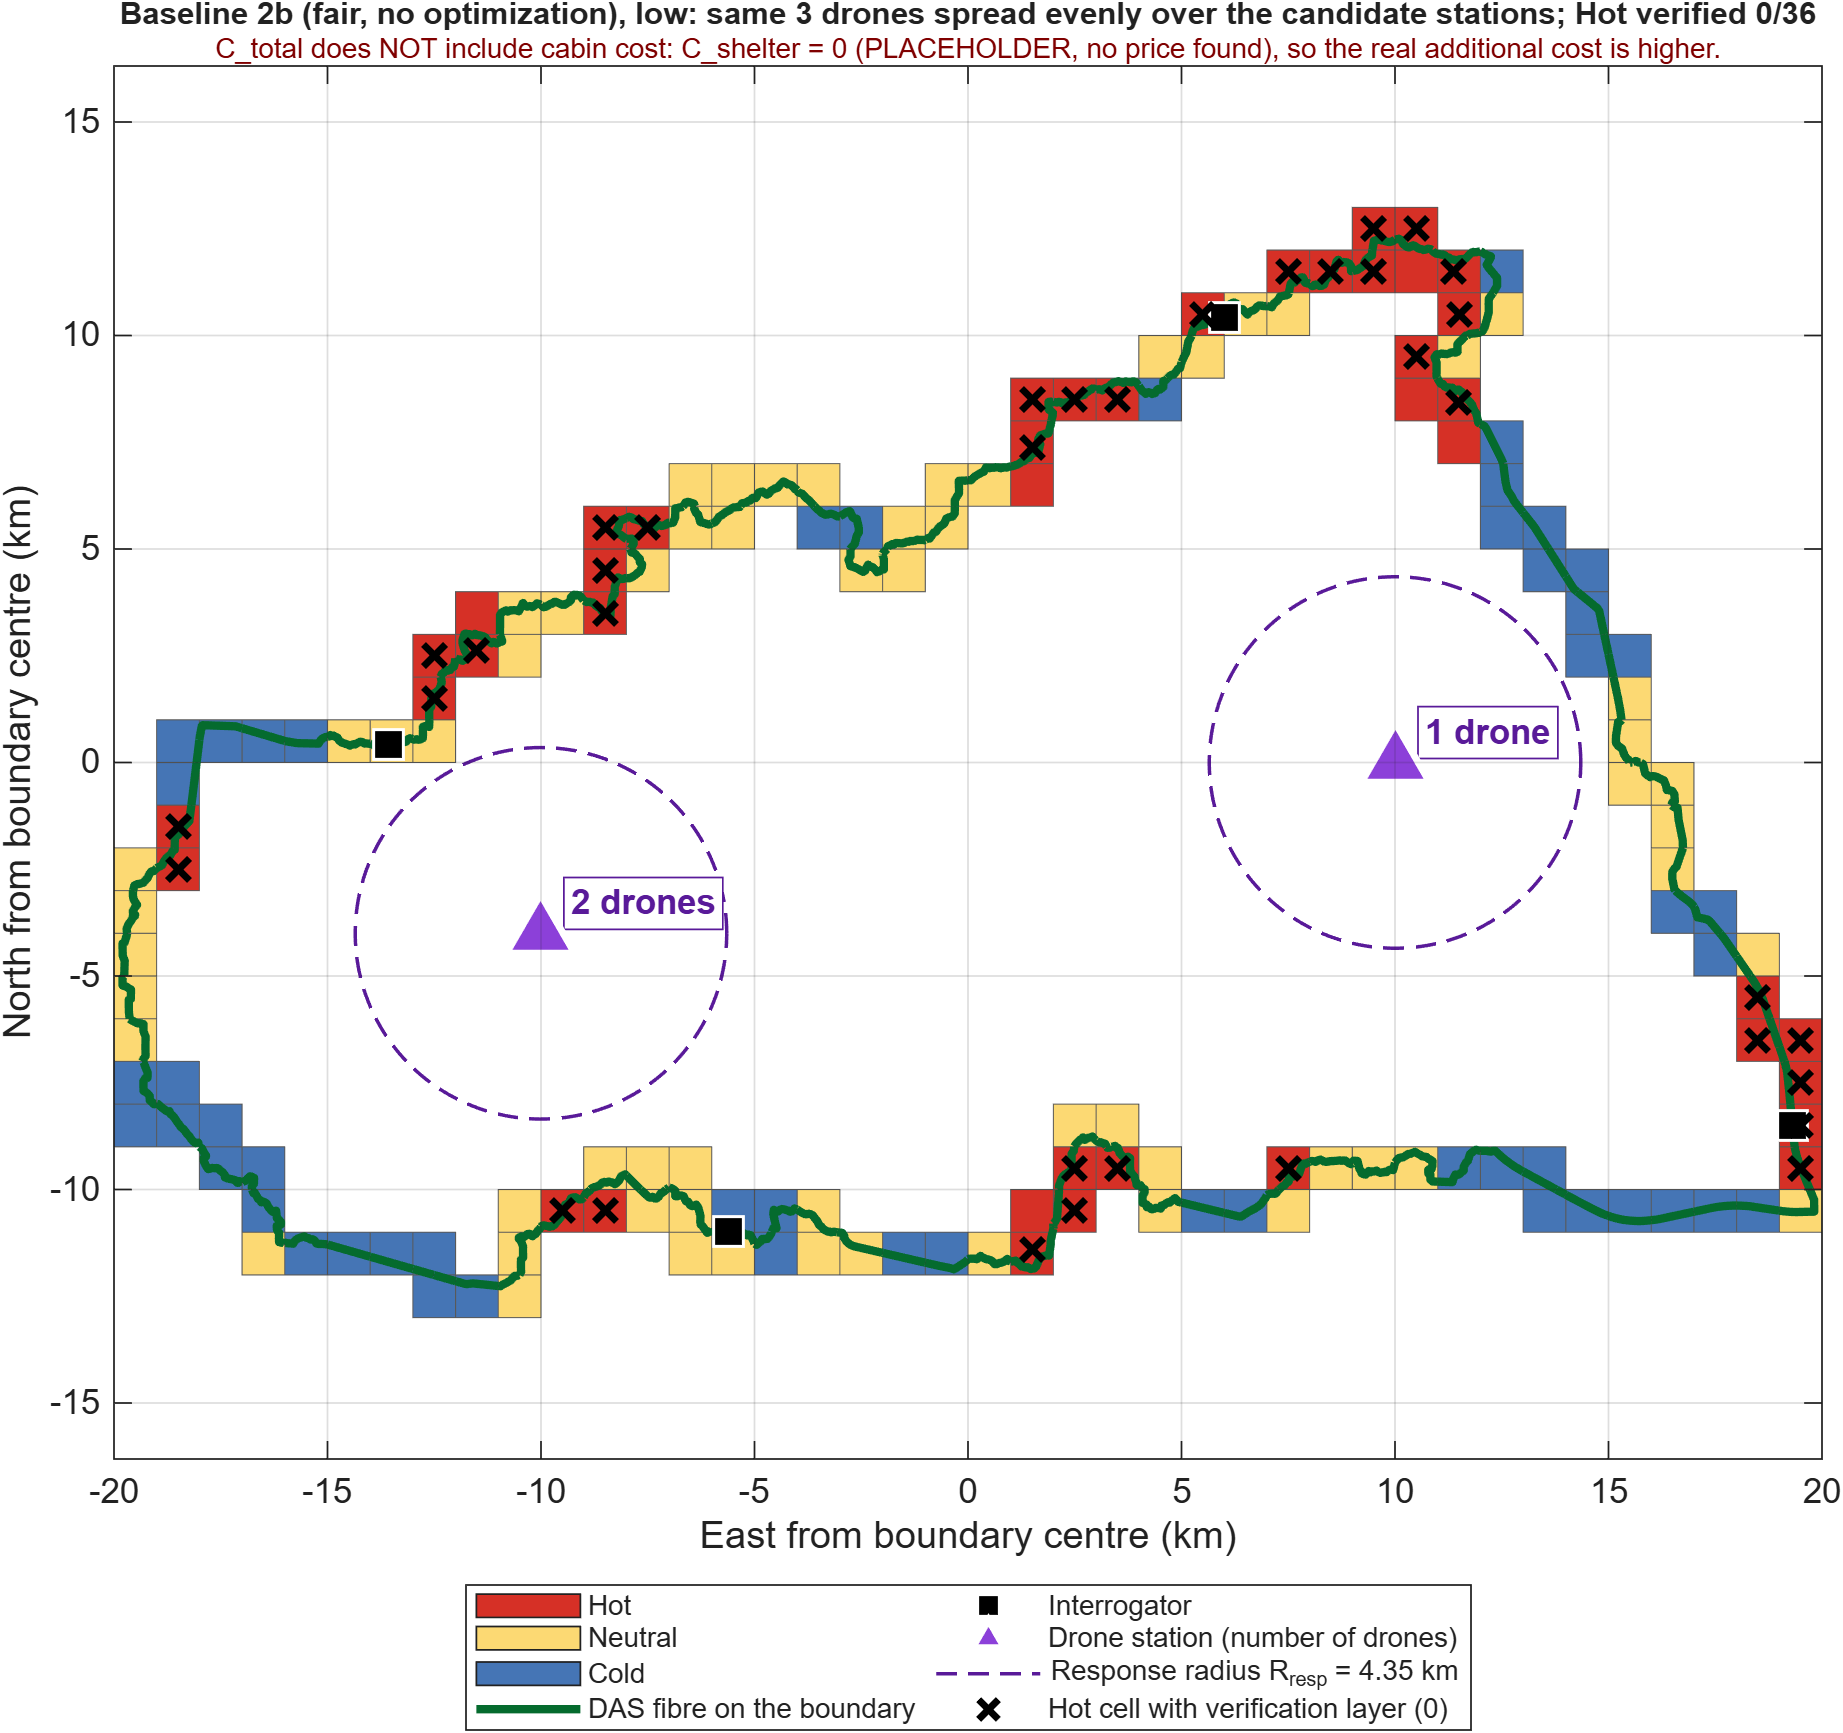 Baseline 2b (fair, no optimization), low: same 3 drones spread evenly over the candidate stations; Hot verified 0/36
C_total does NOT include cabin cost: C_shelter = 0 (PLACEHOLDER, no price found), so the real additional cost is higher.
15
10
5
0
-5
-10
-15
North from boundary centre (km)
1 drone
2 drones
-20
-15
-10
-5
0
5
10
15
20
East from boundary centre (km)
Hot
Neutral
Cold
DAS fibre on the boundary
Interrogator
Drone station (number of drones)
Response radius R_resp = 4.35 km
Hot cell with verification layer (0)